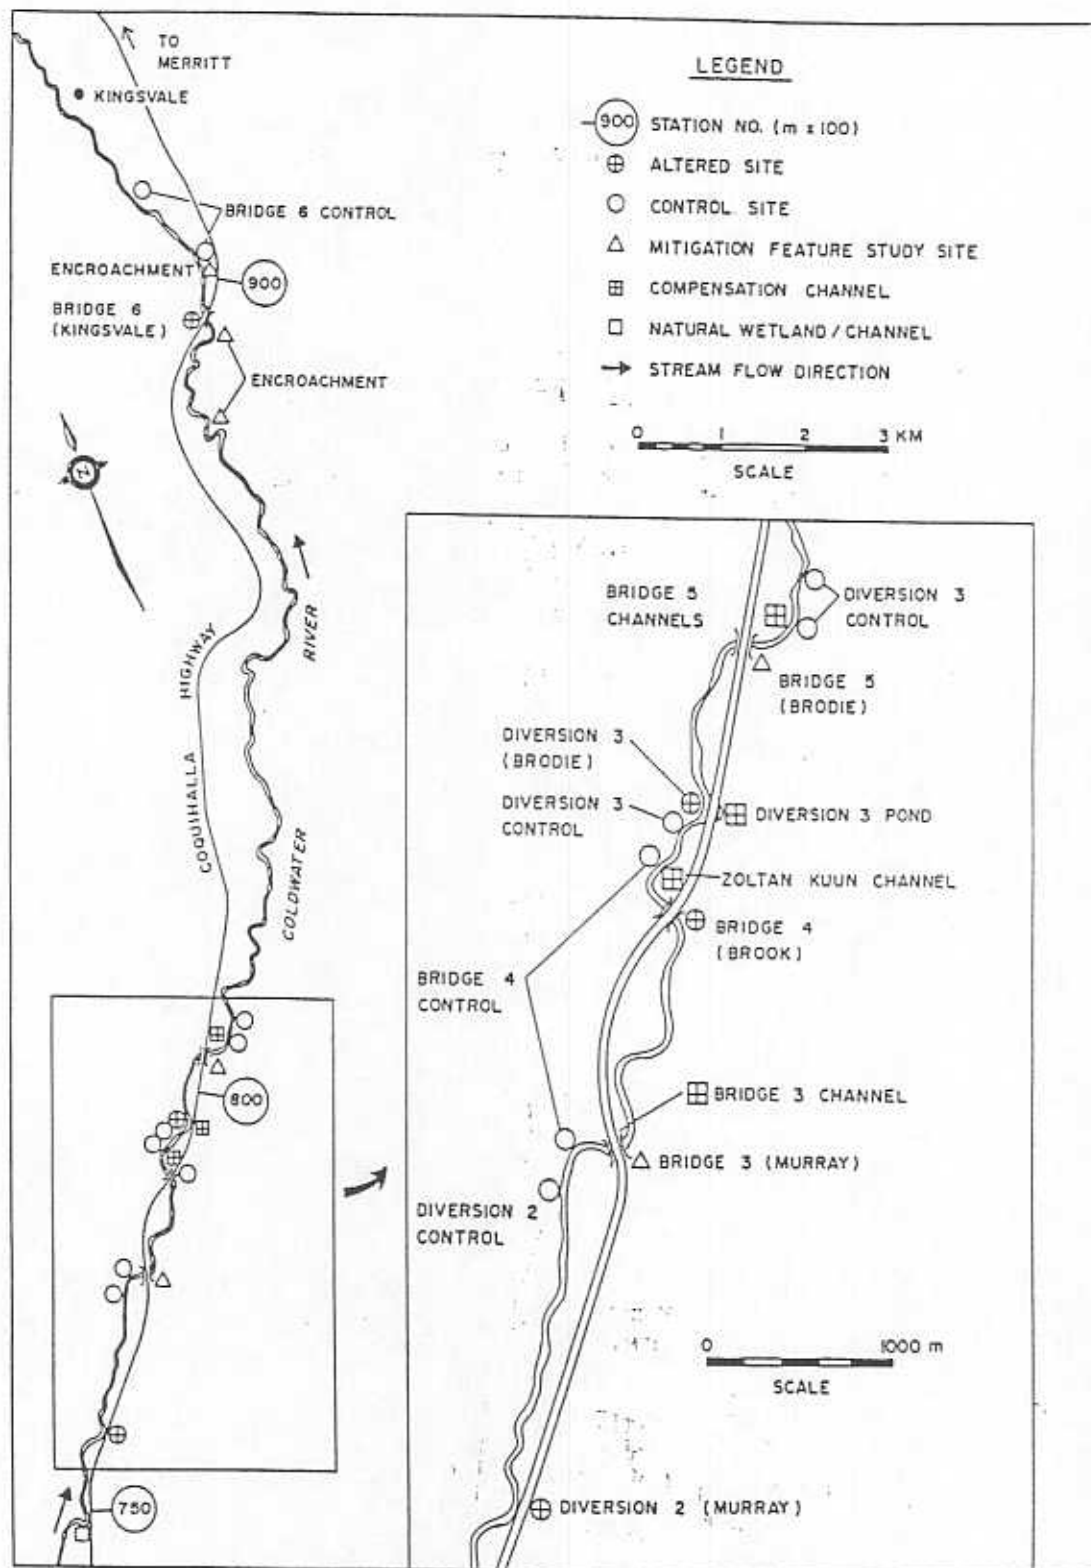 TO
MERRITT
KINGSVALE
BRIDGE 6 CONTROL
ENCROACHMENT
900
BRIDGE 6
(KINGSVALE)
ENCROACHMENT
N
COQUIHALLA HIGHWAY
COLDWATER RIVER
800
750
LEGEND
900 STATION NO. (m x 100)
ALTERED SITE
CONTROL SITE
MITIGATION FEATURE STUDY SITE
COMPENSATION CHANNEL
NATURAL WETLAND/CHANNEL
STREAM FLOW DIRECTION
0 1 2 3 KM
SCALE
BRIDGE 5
CHANNELS
DIVERSION 3
CONTROL
BRIDGE 5
(BRODIE)
DIVERSION 3
(BRODIE)
DIVERSION 3
CONTROL
DIVERSION 3 POND
ZOLTAN KUUN CHANNEL
BRIDGE 4
(BROOK)
BRIDGE 4
CONTROL
BRIDGE 3 CHANNEL
BRIDGE 3 (MURRAY)
DIVERSION 2
CONTROL
0 1000 m
SCALE
DIVERSION 2 (MURRAY)